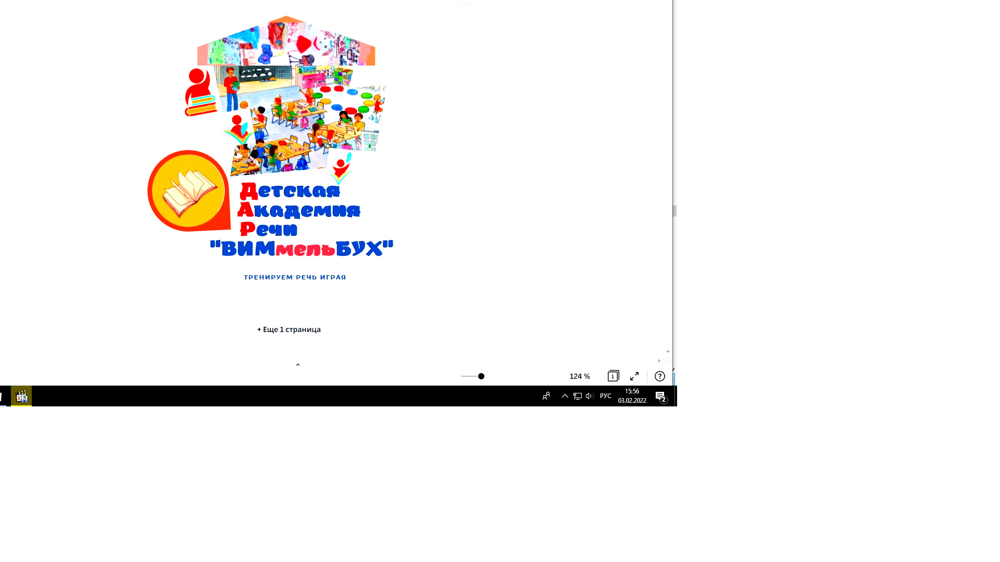 Детская
Академия
Речи
"ВИМмельБУХ"
ТРЕНИРУЕМ РЕЧЬ ИГРАЯ
+ Еще 1 страница
124 %
1
?
РУС
15:56
03.02.2022
2